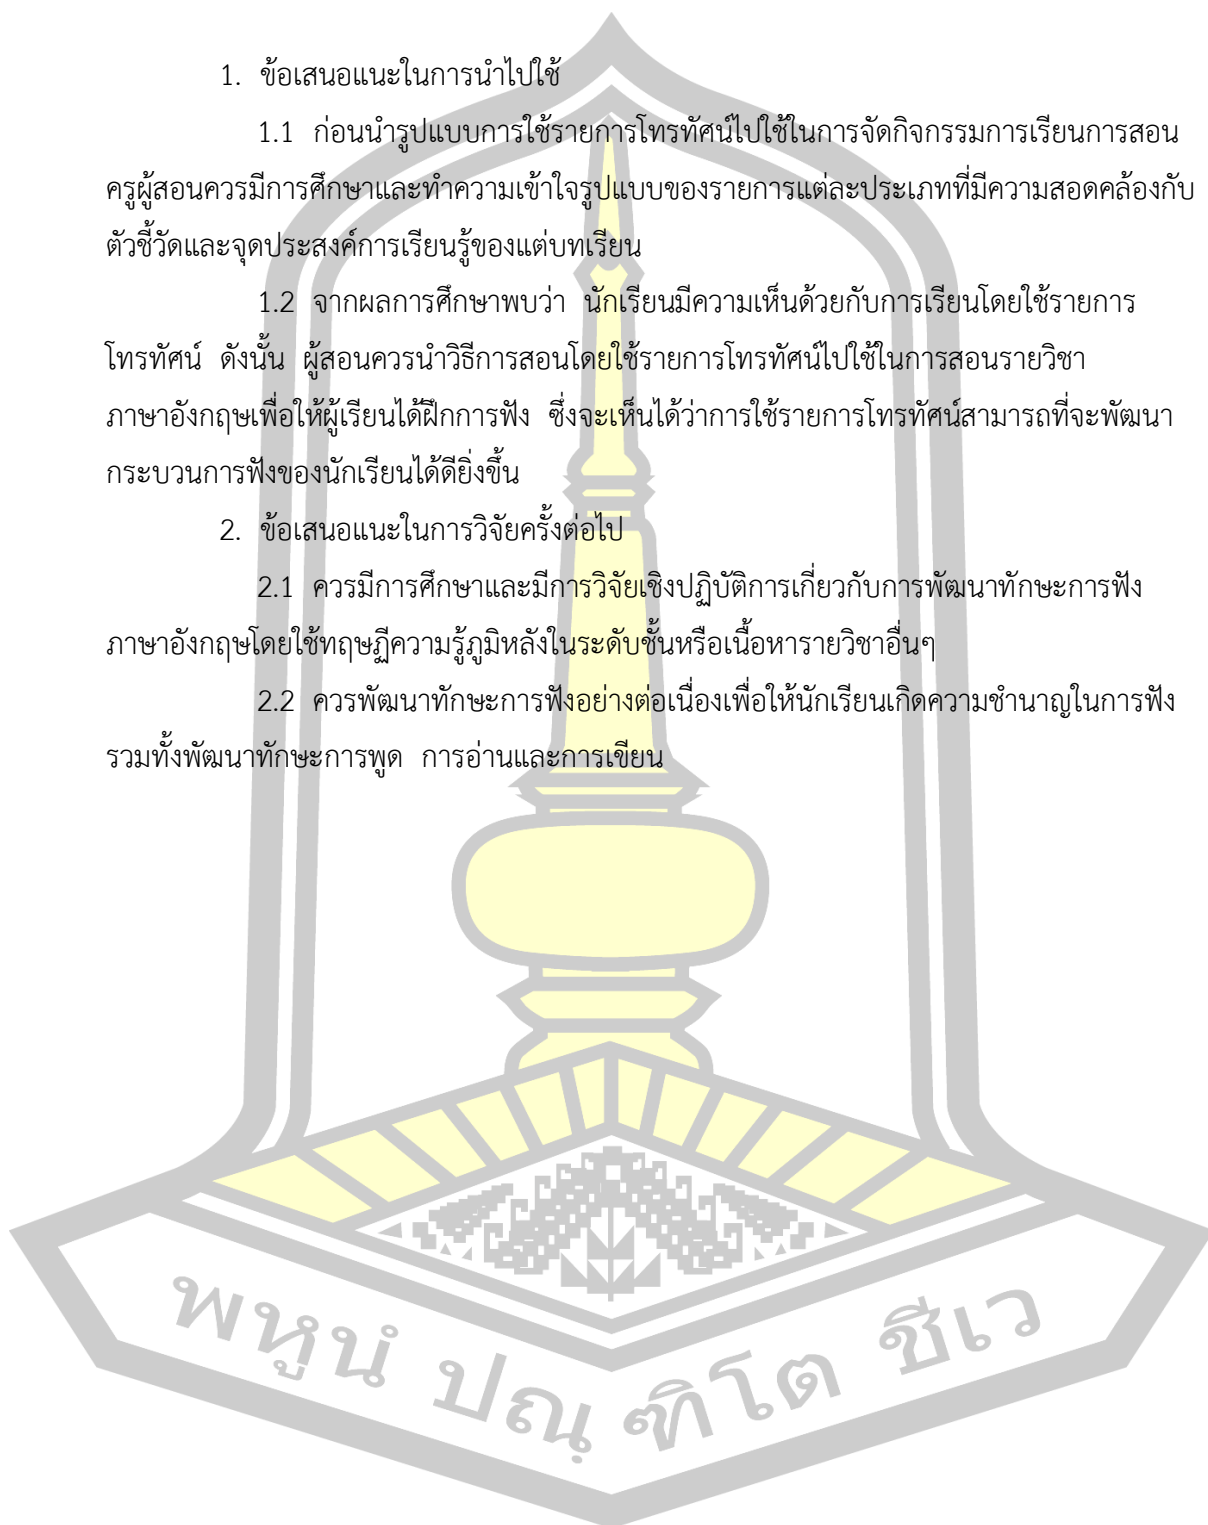 1. ข้อเสนอแนะในการนำไปใช้
1.1 ก่อนนำรูปแบบการใช้รายการโทรทัศน์ไปใช้ในการจัดกิจกรรมการเรียนการสอน
ครูผู้สอนควรมีการศึกษาและทำความเข้าใจรูปแบบของรายการแต่ละประเภทที่มีความสอดคล้องกับ
ตัวชี้วัดและจุดประสงค์การเรียนรู้ของแต่บทเรียน
1.2 จากผลการศึกษาพบว่า นักเรียนมีความเห็นด้วยกับการเรียนโดยใช้รายการ
โทรทัศน์ ดังนั้น ผู้สอนควรนำวิธีการสอนโดยใช้รายการโทรทัศน์ไปใช้ในการสอนรายวิชา
ภาษาอังกฤษเพื่อให้ผู้เรียนได้ฝึกการฟัง ซึ่งจะเห็นได้ว่าการใช้รายการโทรทัศน์สามารถที่จะพัฒนา
กระบวนการฟังของนักเรียนได้ดียิ่งขึ้น
2. ข้อเสนอแนะในการวิจัยครั้งต่อไป
2.1 ควรมีการศึกษาและมีการวิจัยเชิงปฏิบัติการเกี่ยวกับการพัฒนาทักษะการฟัง
ภาษาอังกฤษโดยใช้ทฤษฏีความรู้ภูมิหลังในระดับชั้นหรือเนื้อหารายวิชาอื่นๆ
2.2 ควรพัฒนาทักษะการฟังอย่างต่อเนื่องเพื่อให้นักเรียนเกิดความชำนาญในการฟัง
รวมทั้งพัฒนาทักษะการพูด การอ่านและการเขียน
พหูนํ ปณฺ ฑิโต ชีเว